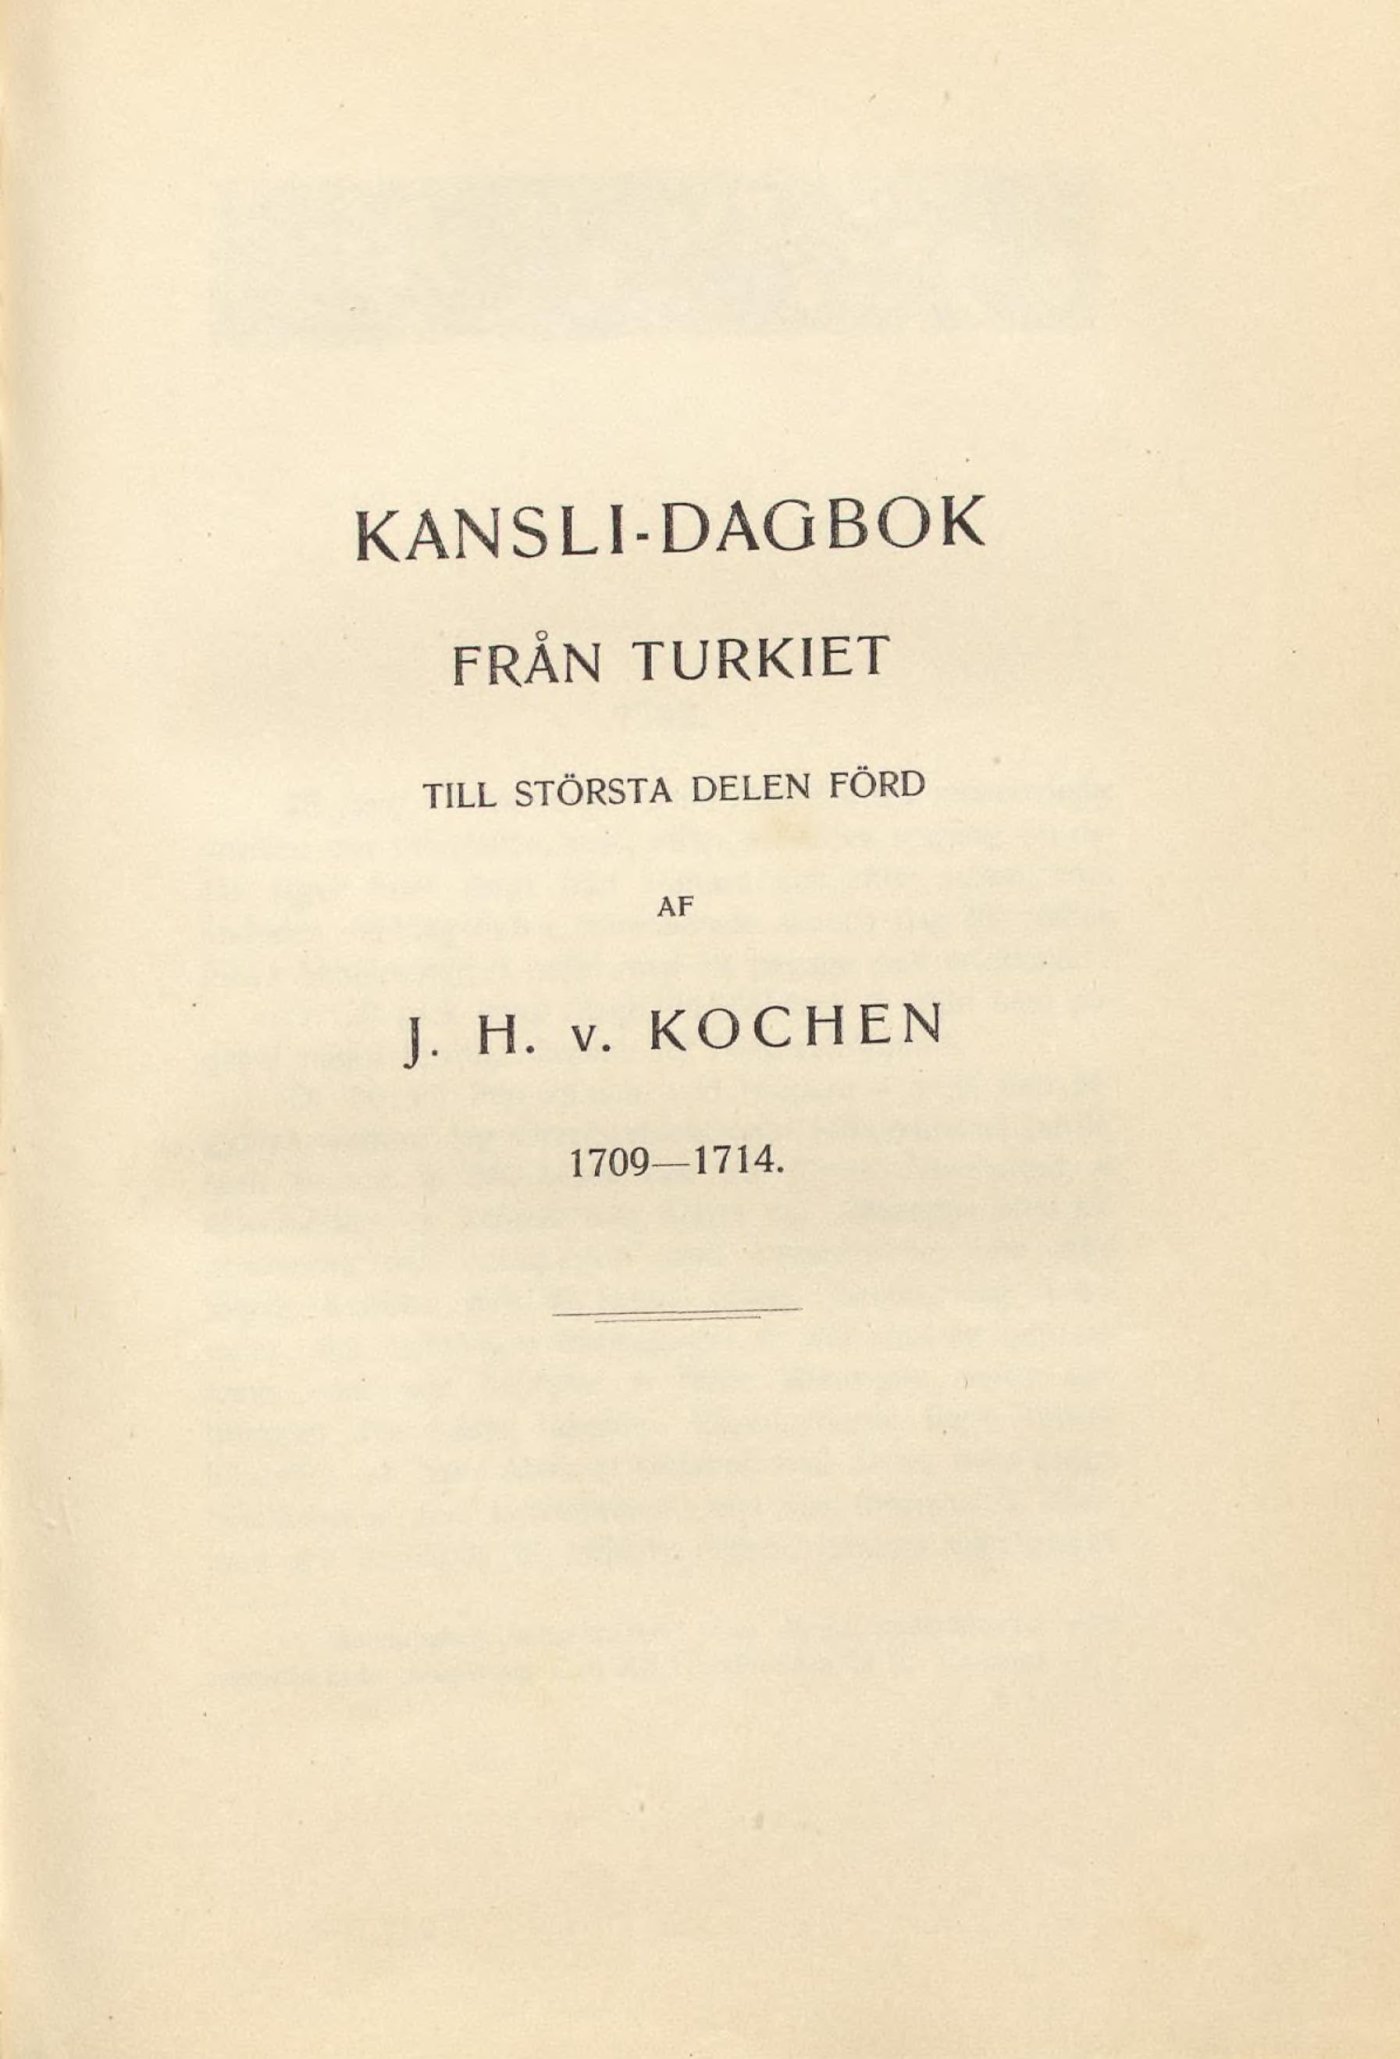 KANSLI-DAGBOK
FRÅN TURKIET
TILL STÖRSTA DELEN FÖRD
AF
J. H. v. KOCHEN
1709—1714.